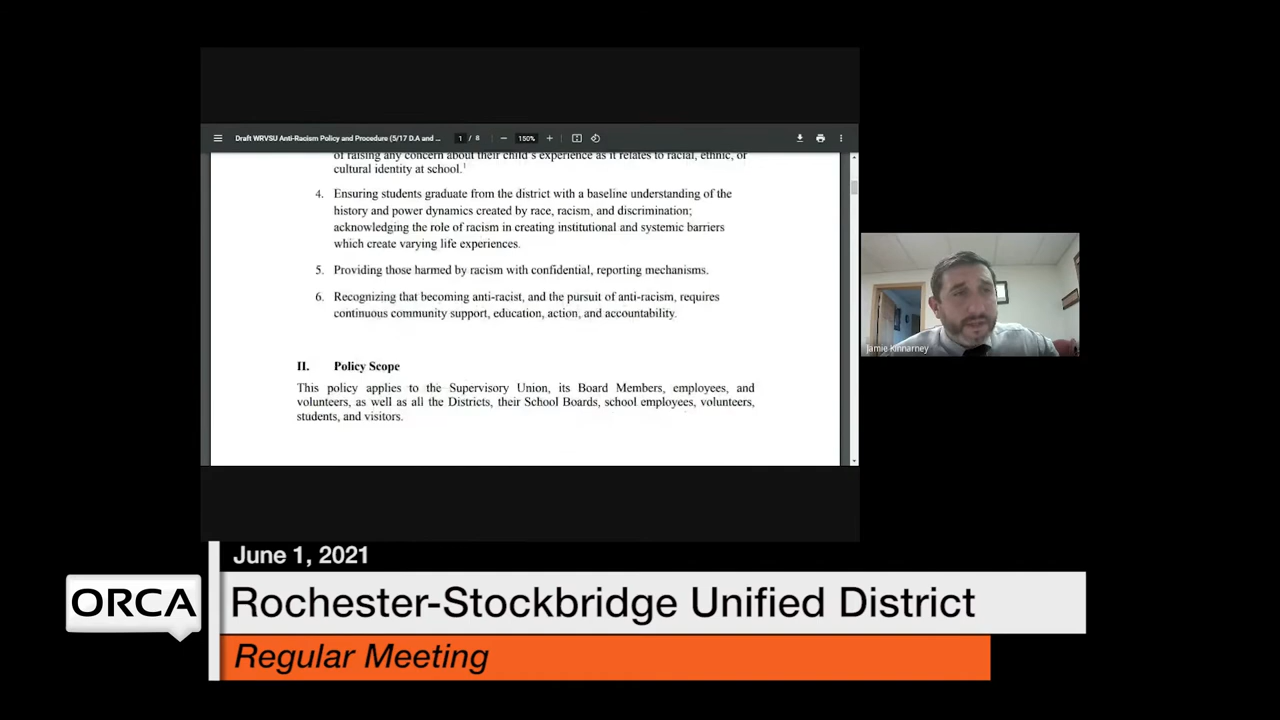 Draft WRVSU Anti-Racism Policy and Procedure (5/17 D.A and ... 1 / 8 150%
of raising any concern about their child's experience as it relates to racial, ethnic, or
cultural identity at school.1
4. Ensuring students graduate from the district with a baseline understanding of the
history and power dynamics created by race, racism, and discrimination;
acknowledging the role of racism in creating institutional and systemic barriers
which create varying life experiences.
5. Providing those harmed by racism with confidential, reporting mechanisms.
6. Recognizing that becoming anti-racist, and the pursuit of anti-racism, requires
continuous community support, education, action, and accountability.
II. Policy Scope
This policy applies to the Supervisory Union, its Board Members, employees, and
volunteers, as well as all the Districts, their School Boards, school employees, volunteers,
students, and visitors.
Jamie Kinnarney
June 1, 2021
ORCA
Rochester-Stockbridge Unified District
Regular Meeting